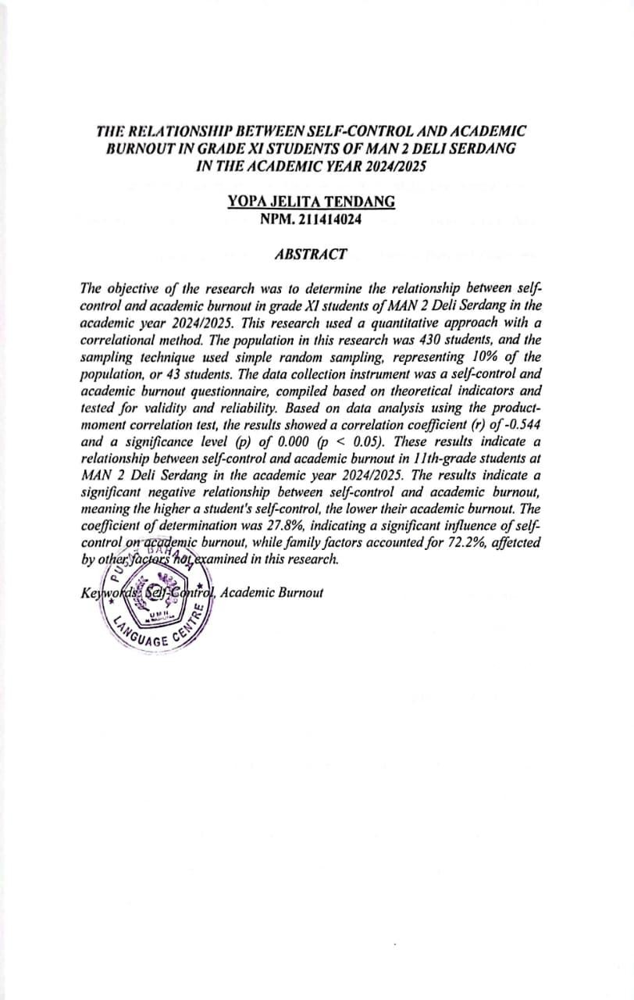 THE RELATIONSHIP BETWEEN SELF-CONTROL AND ACADEMIC
BURNOUT IN GRADE XI STUDENTS OF MAN 2 DELI SERDANG
IN THE ACADEMIC YEAR 2024/2025
YOPA JELITA TENDANG
NPM. 211414024
ABSTRACT
The objective of the research was to determine the relationship between self-
control and academic burnout in grade XI students of MAN 2 Deli Serdang in the
academic year 2024/2025. This research used a quantitative approach with a
correlational method. The population in this research was 430 students, and the
sampling technique used simple random sampling, representing 10% of the
population, or 43 students. The data collection instrument was a self-control and
academic burnout questionnaire, compiled based on theoretical indicators and
tested for validity and reliability. Based on data analysis using the product-
moment correlation test, the results showed a correlation coefficient (r) of -0.544
and a significance level (p) of 0.000 (p < 0.05). These results indicate a
relationship between self-control and academic burnout in 11th-grade students at
MAN 2 Deli Serdang in the academic year 2024/2025. The results indicate a
significant negative relationship between self-control and academic burnout,
meaning the higher a student's self-control, the lower their academic burnout. The
coefficient of determination was 27.8%, indicating a significant influence of self-
control on academic burnout, while family factors accounted for 72.2%, affetcted
by other factors not examined in this research.
Keywords: Self-Control, Academic Burnout
PUSAT BAHASA
UMN
LANGUAGE CENTRE